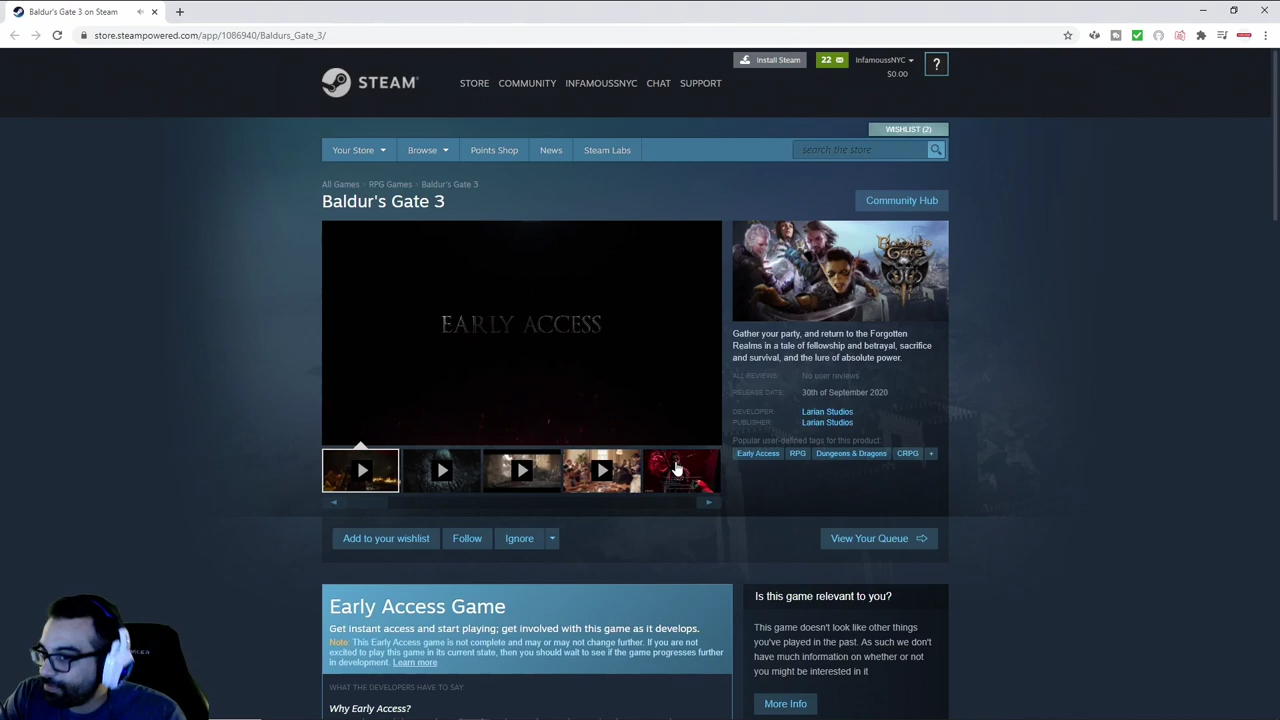 Baldur's Gate 3 on Steam
store.steampowered.com/app/1086940/Baldurs_Gate_3/
Install Steam
22
InfamoussNYC
$0.00
?
STEAM
STORE COMMUNITY INFAMOUSSNYC CHAT SUPPORT
WISHLIST (2)
Your Store Browse Points Shop News Steam Labs
search the store
All Games > RPG Games > Baldur's Gate 3
Baldur's Gate 3
Community Hub
EARLY ACCESS
BALDUR'S GATE III
Gather your party, and return to the Forgotten
Realms in a tale of fellowship and betrayal, sacrifice
and survival, and the lure of absolute power.
ALL REVIEWS: No user reviews
RELEASE DATE: 30th of September 2020
DEVELOPER: Larian Studios
PUBLISHER: Larian Studios
Popular user-defined tags for this product:
Early Access RPG Dungeons & Dragons CRPG +
Add to your wishlist Follow Ignore View Your Queue
Early Access Game
Get instant access and start playing; get involved with this game as it develops.
Note: This Early Access game is not complete and may or may not change further. If you are not
excited to play this game in its current state, then you should wait to see if the game progresses further
in development. Learn more
WHAT THE DEVELOPERS HAVE TO SAY:
Why Early Access?
Is this game relevant to you?
This game doesn't look like other things
you've played in the past. As such we don't
have much information on whether or not
you might be interested in it
More Info